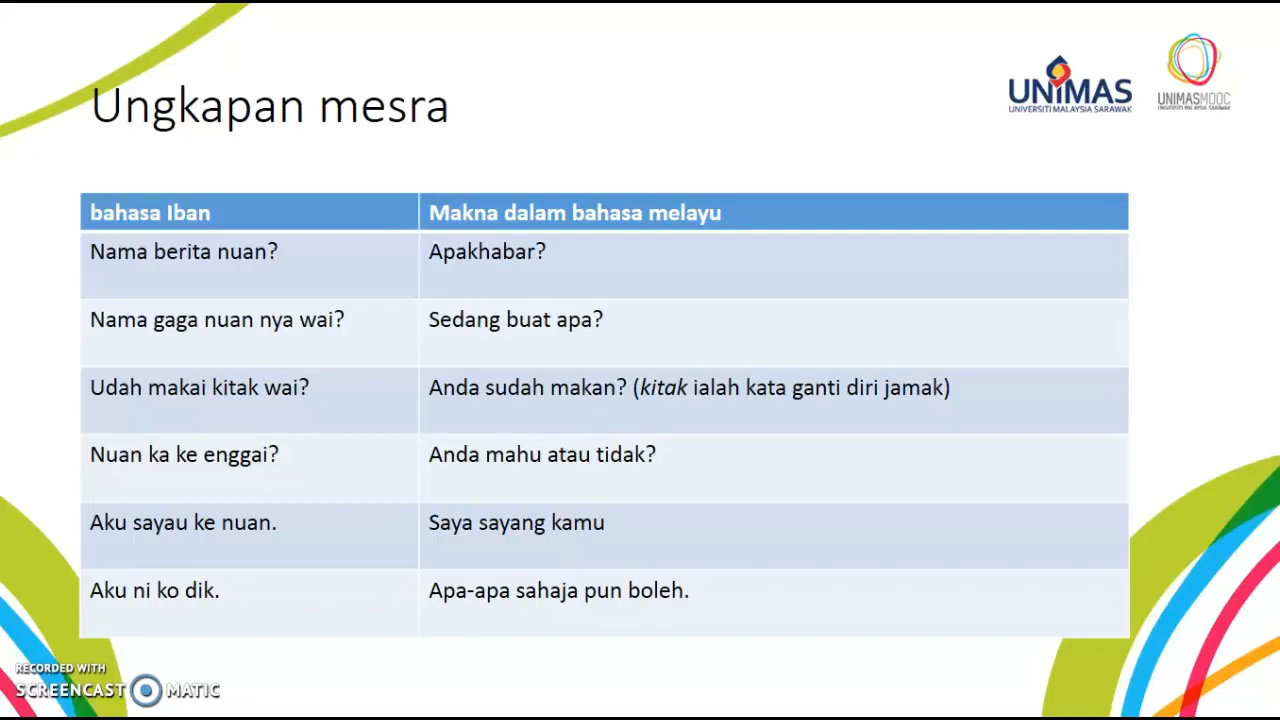 Ungkapan mesra
UNIMAS
UNIVERSITI MALAYSIA SARAWAK
UNIMASMOOC
UNIVERSITI MALAYSIA SARAWAK
bahasa Iban Makna dalam bahasa melayu
Nama berita nuan? Apakhabar?
Nama gaga nuan nya wai? Sedang buat apa?
Udah makai kitak wai? Anda sudah makan? (kitak ialah kata ganti diri jamak)
Nuan ka ke enggai? Anda mahu atau tidak?
Aku sayau ke nuan. Saya sayang kamu
Aku ni ko dik. Apa-apa sahaja pun boleh.
RECORDED WITH
SCREENCAST MATIC